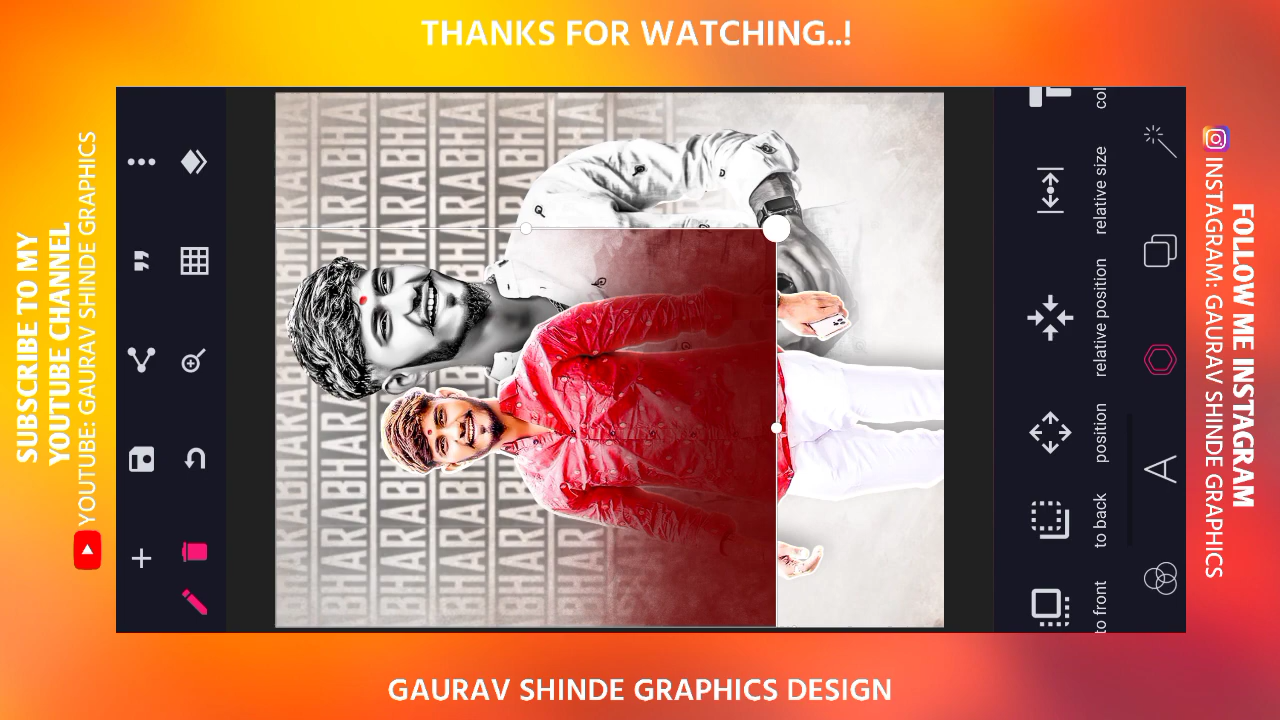 THANKS FOR WATCHING..!
SUBSCRIBE TO MY
YOUTUBE CHANNEL
YOUTUBE: GAURAV SHINDE GRAPHICS
relative size
relative position
position
to back
to front
col
INSTAGRAM: GAURAV SHINDE GRAPHICS
FOLLOW ME INSTAGRAM
GAURAV SHINDE GRAPHICS DESIGN